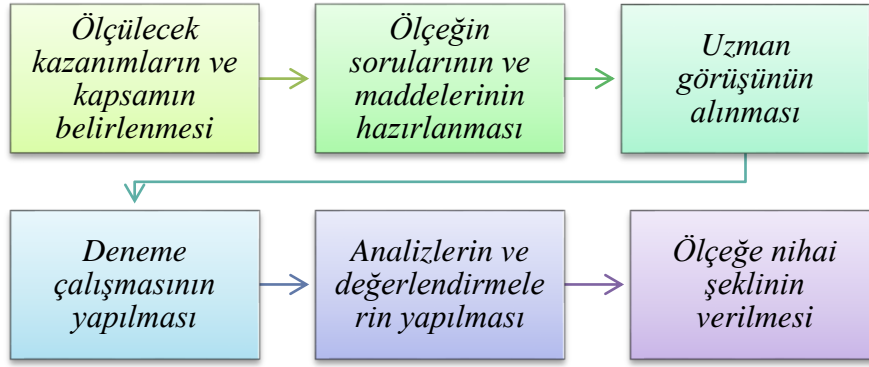 Ölçülecek
kazanımların ve
kapsamın
belirlenmesi
Ölçeğin
sorularının ve
maddelerinin
hazırlanması
Uzman
görüşünün
alınması
Deneme
çalışmasının
yapılması
Analizlerin ve
değerlendirmele
rin yapılması
Ölçeğe nihai
şeklinin
verilmesi